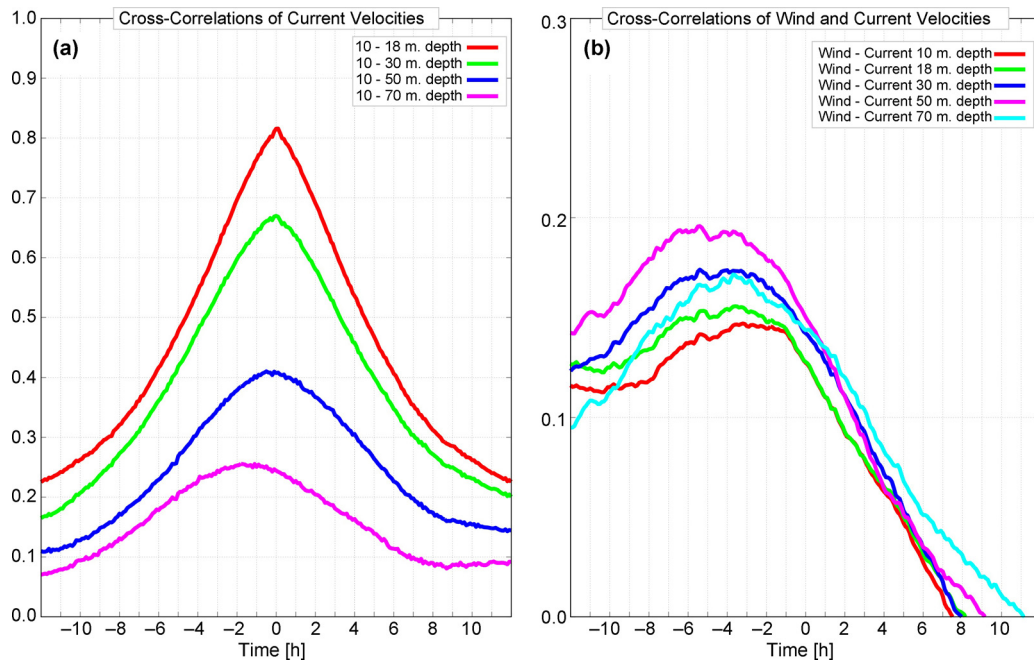 Cross-Correlations of Current Velocities
(a)
10 - 18 m. depth
10 - 30 m. depth
10 - 50 m. depth
10 - 70 m. depth
1.0
0.9
0.8
0.7
0.6
0.5
0.4
0.3
0.2
0.1
0.0
−10 −8 −6 −4 −2 0 2 4 6 8 10
Time [h]
Cross-Correlations of Wind and Current Velocities
(b)
Wind - Current 10 m. depth
Wind - Current 18 m. depth
Wind - Current 30 m. depth
Wind - Current 50 m. depth
Wind - Current 70 m. depth
0.3
0.2
0.1
0.0
−10 −8 −6 −4 −2 0 2 4 6 8 10
Time [h]